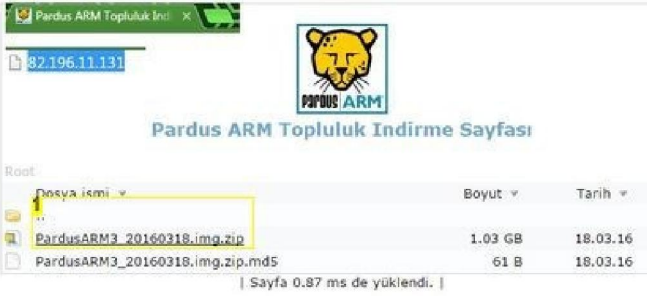 Pardus ARM Topluluk İnd
82.196.11.131
PARDUS ARM
Pardus ARM Topluluk Indirme Sayfası
Root
Dosya ismi Boyut Tarih
1
..
PardusARM3_20160318.img.zip 1.03 GB 18.03.16
PardusARM3_20160318.img.zip.md5 61 B 18.03.16
| Sayfa 0.87 ms de yüklendi. |